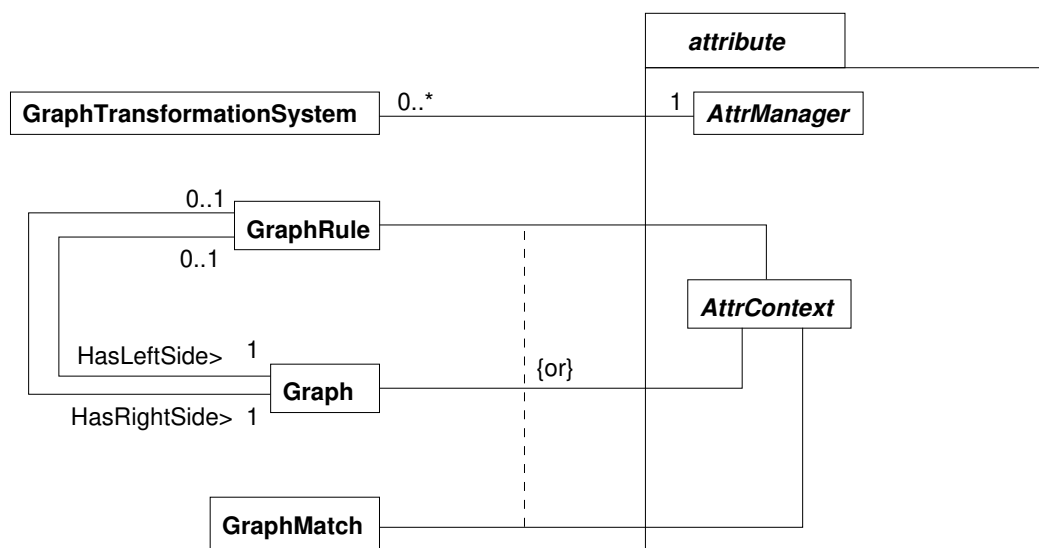 attribute
GraphTransformationSystem
0..*
1
AttrManager
0..1
GraphRule
0..1
AttrContext
HasLeftSide>
1
{or}
Graph
HasRightSide>
1
GraphMatch